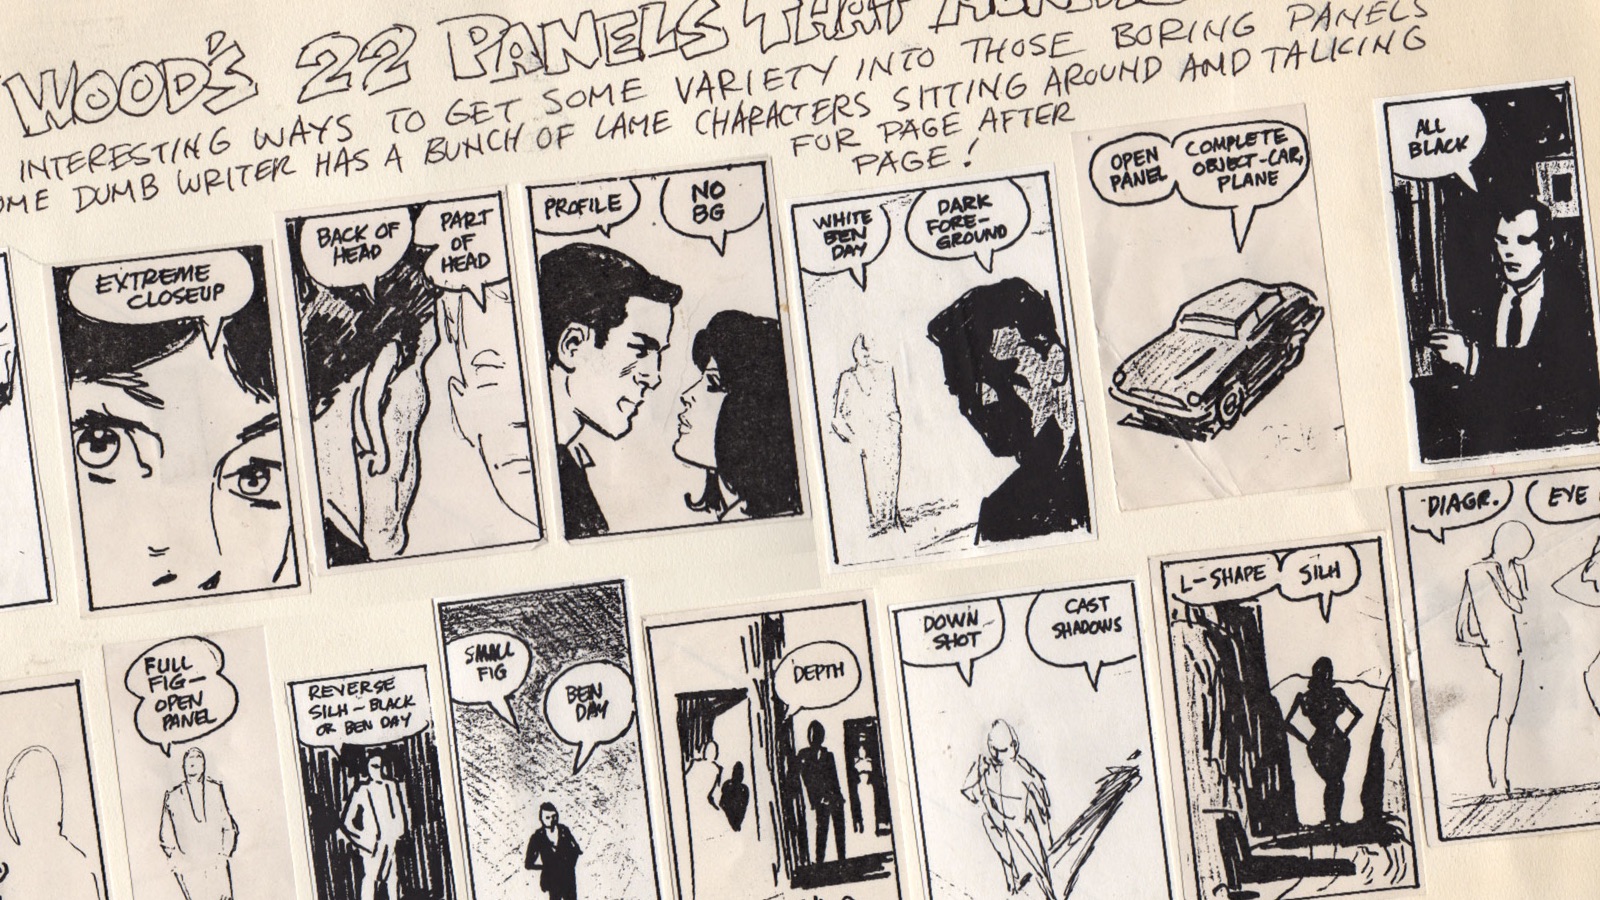 WOOD'S 22 PANELS THAT
INTERESTING WAYS TO GET SOME VARIETY INTO THOSE BORING PANELS
DUMB WRITER HAS A BUNCH OF LAME CHARACTERS SITTING AROUND AND TALKING
FOR PAGE AFTER
PAGE!
EXTREME
CLOSEUP
BACK OF
HEAD
PART
OF
HEAD
PROFILE
NO
BG
WHITE
BEN
DAY
DARK
FORE-
GROUND
OPEN
PANEL
COMPLETE
OBJECT-CAR,
PLANE
ALL
BLACK
FULL
FIG-
OPEN
PANEL
REVERSE
SILH - BLACK
OR BEN DAY
SMALL
FIG
BEN
DAY
DEPTH
DOWN
SHOT
CAST
SHADOWS
L-SHAPE
SILH
DIAGR.
EYE